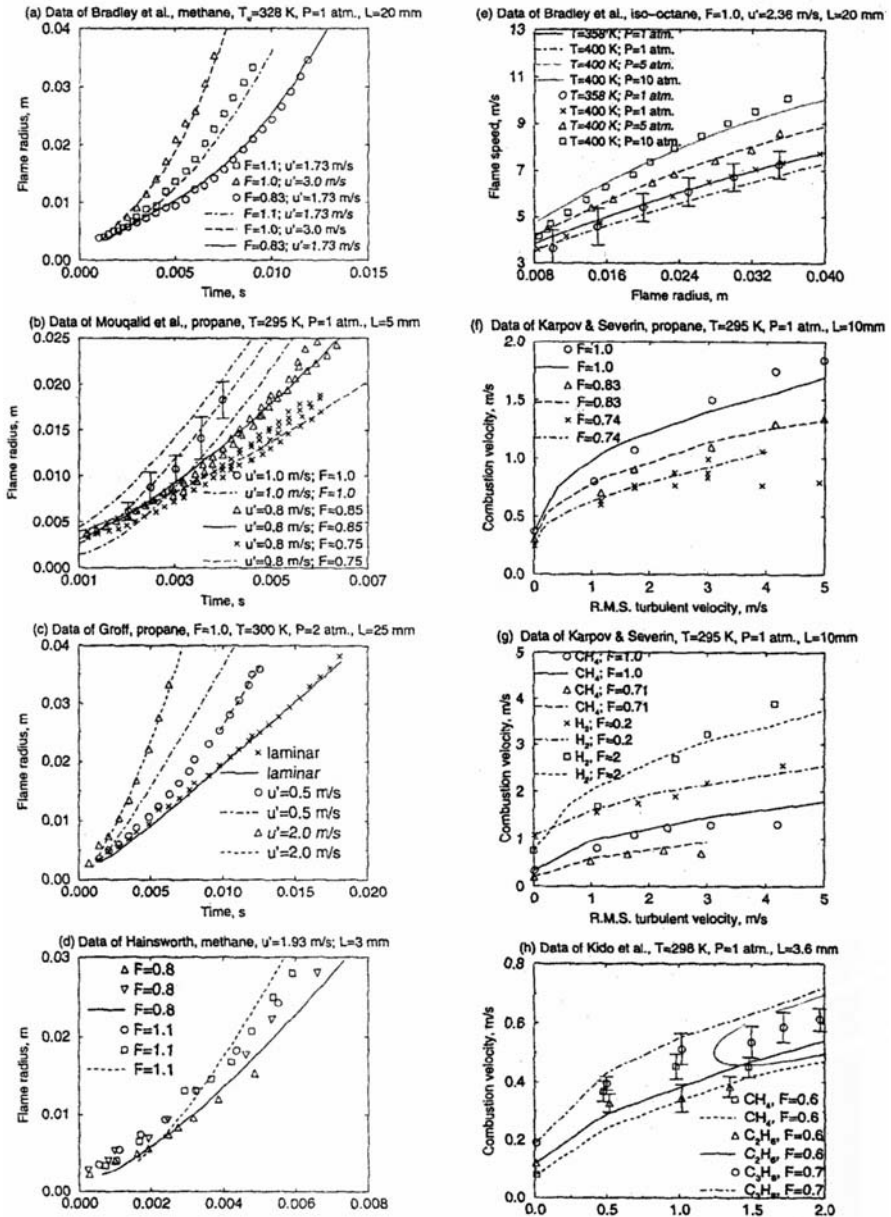 (a) Data of Bradley et al., methane, Tₑ=328 K, P=1 atm, L=20 mm
0.04
0.03
0.02
0.01
0.00
Flame radius, m
F=1.1; u'=1.73 m/s
F=1.0; u'=3.0 m/s
F=0.83; u'=1.73 m/s
F=1.1; u'=1.73 m/s
F=1.0; u'=3.0 m/s
F=0.83; u'=1.73 m/s
0.000 0.005 0.010 0.015
Time, s
(b) Data of Mouqalid et al., propane, T=295 K, P=1 atm., L=5 mm
0.025
0.020
0.015
0.010
0.005
0.000
Flame radius, m
u'=1.0 m/s; F=1.0
u'=1.0 m/s; F=1.0
u'=0.8 m/s; F=0.85
u'=0.8 m/s; F=0.85
u'=0.8 m/s; F=0.75
u'=0.8 m/s; F=0.75
0.001 0.003 0.005 0.007
Time, s
(c) Data of Groff, propane, F=1.0, T=300 K, P=2 atm., L=25 mm
0.04
0.03
0.02
0.01
0.00
Flame radius, m
laminar
laminar
u'=0.5 m/s
u'=0.5 m/s
u'=2.0 m/s
u'=2.0 m/s
0.000 0.005 0.010 0.015 0.020
Time, s
(d) Data of Hainsworth, methane, u'=1.93 m/s; L=3 mm
0.03
0.02
0.01
0.00
Flame radius, m
F=0.8
F=0.8
F=0.8
F=1.1
F=1.1
F=1.1
0.000 0.002 0.004 0.006 0.008
(e) Data of Bradley et al., iso-octane, F=1.0, u'=2.36 m/s, L=20 mm
13
11
9
7
5
3
Flame speed, m/s
T=358 K; P=1 atm.
T=400 K; P=1 atm.
T=400 K; P=5 atm.
T=400 K; P=10 atm.
T=358 K; P=1 atm.
T=400 K; P=1 atm.
T=400 K; P=5 atm.
T=400 K; P=10 atm.
0.008 0.016 0.024 0.032 0.040
Flame radius, m
(f) Data of Karpov & Severin, propane, T=295 K, P=1 atm., L=10mm
2.0
1.5
1.0
0.5
0.0
Combustion velocity, m/s
F=1.0
F=1.0
F=0.83
F=0.83
F=0.74
F=0.74
0 1 2 3 4 5
R.M.S. turbulent velocity, m/s
(g) Data of Karpov & Severin, T=295 K, P=1 atm., L=10mm
5
4
3
2
1
0
Combustion velocity, m/s
CH₄; F=1.0
CH₄; F=1.0
CH₄; F=0.71
CH₄; F=0.71
H₂; F=0.2
H₂; F=0.2
H₂; F=2
H₂; F=2
0 1 2 3 4 5
R.M.S. turbulent velocity, m/s
(h) Data of Kido et al., T=298 K, P=1 atm., L=3.6 mm
0.8
0.6
0.4
0.2
0.0
Combustion velocity, m/s
CH₄, F=0.6
CH₄, F=0.6
C₂H₆, F=0.6
C₂H₆, F=0.6
C₃H₈, F=0.7
C₃H₈, F=0.7
0.0 0.5 1.0 1.5 2.0